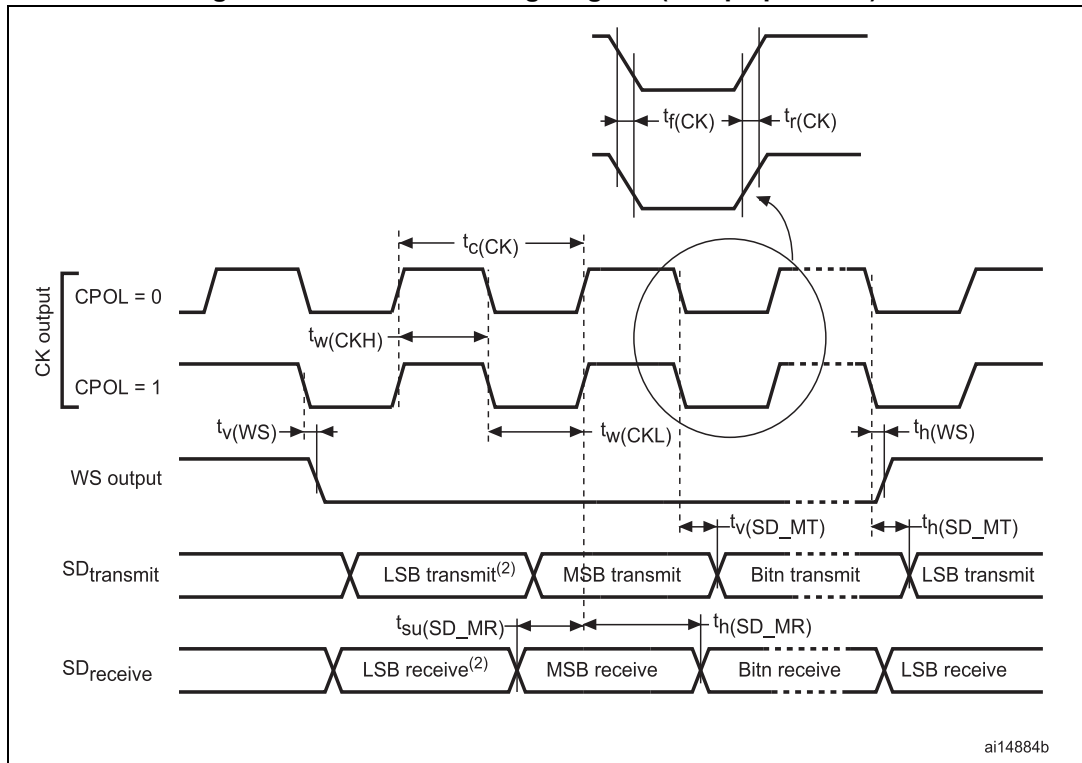 tf(CK)
tr(CK)
tc(CK)
CK output
CPOL = 0
tw(CKH)
CPOL = 1
tv(WS)
tw(CKL)
th(WS)
WS output
tv(SD_MT)
th(SD_MT)
SDtransmit
LSB transmit(2)
MSB transmit
Bitn transmit
LSB transmit
tsu(SD_MR)
th(SD_MR)
SDreceive
LSB receive(2)
MSB receive
Bitn receive
LSB receive
ai14884b